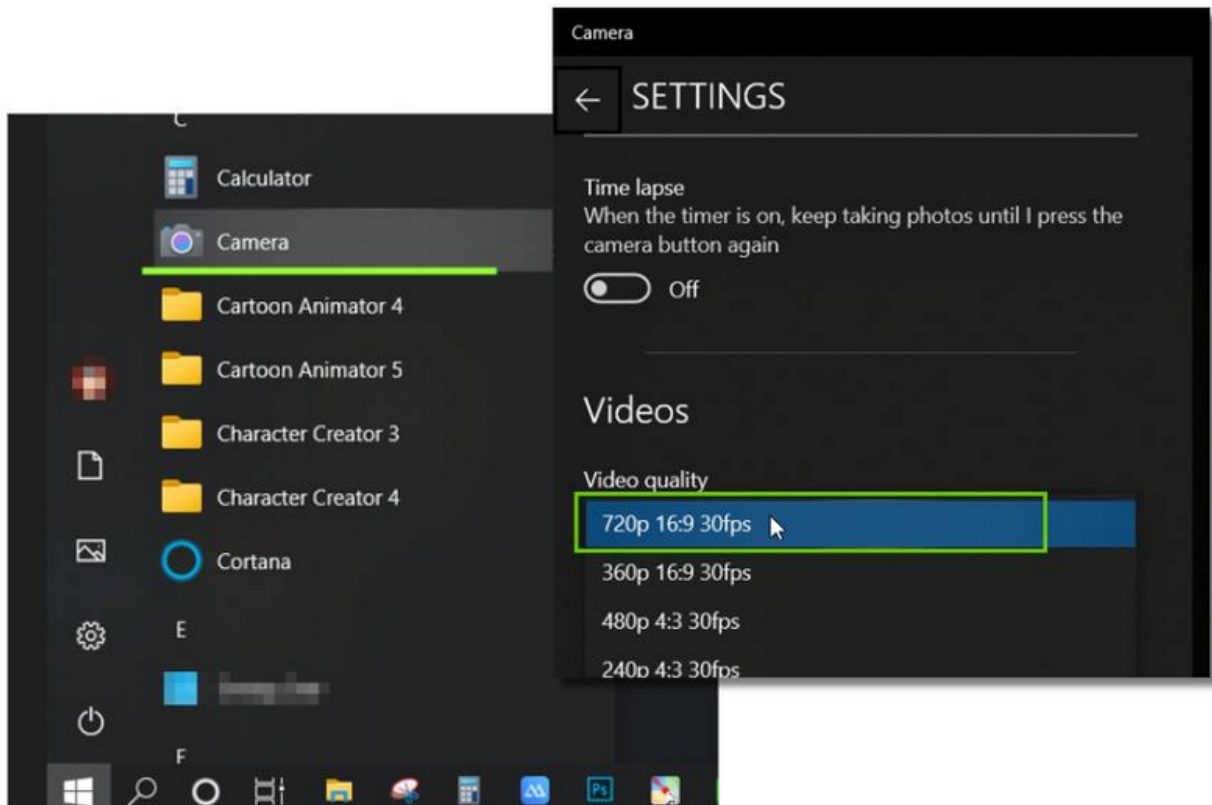 C
Calculator
Camera
Cartoon Animator 4
Cartoon Animator 5
Character Creator 3
Character Creator 4
Cortana
E
F
Ps
Camera
SETTINGS
Time lapse
When the timer is on, keep taking photos until I press the
camera button again
Off
Videos
Video quality
720p 16:9 30fps
360p 16:9 30fps
480p 4:3 30fps
240p 4:3 30fps